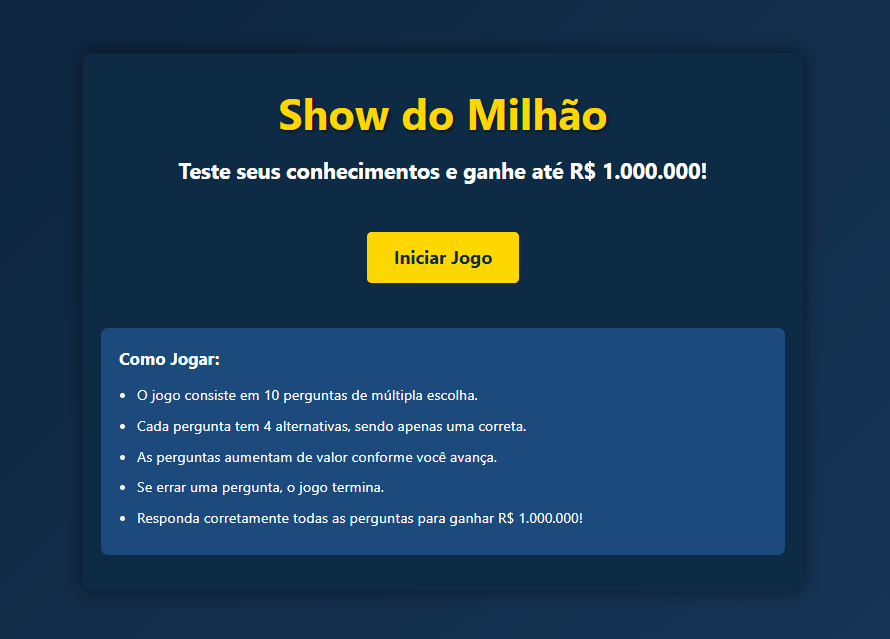 Show do Milhão
Teste seus conhecimentos e ganhe até R$ 1.000.000!
Iniciar Jogo
Como Jogar:
• O jogo consiste em 10 perguntas de múltipla escolha.
• Cada pergunta tem 4 alternativas, sendo apenas uma correta.
• As perguntas aumentam de valor conforme você avança.
• Se errar uma pergunta, o jogo termina.
• Responda corretamente todas as perguntas para ganhar R$ 1.000.000!